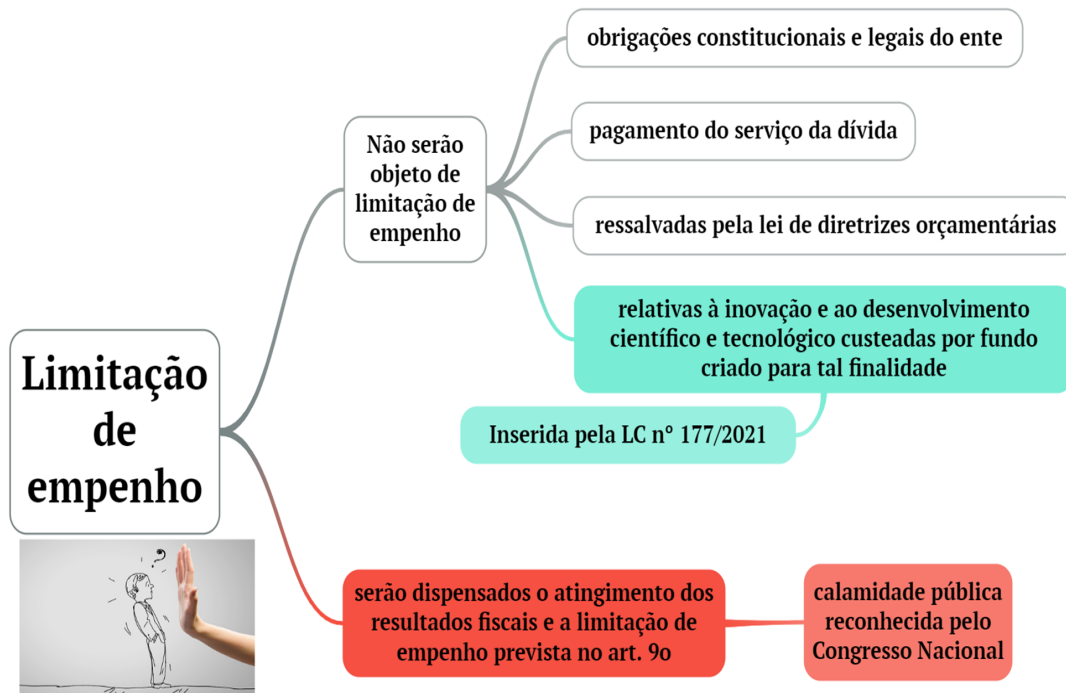 Limitação
de
empenho
Não serão
objeto de
limitação de
empenho
obrigações constitucionais e legais do ente
pagamento do serviço da dívida
ressalvadas pela lei de diretrizes orçamentárias
relativas à inovação e ao desenvolvimento
científico e tecnológico custeadas por fundo
criado para tal finalidade
Inserida pela LC n° 177/2021
serão dispensados o atingimento dos
resultados fiscais e a limitação de
empenho prevista no art. 9o
calamidade pública
reconhecida pelo
Congresso Nacional
?